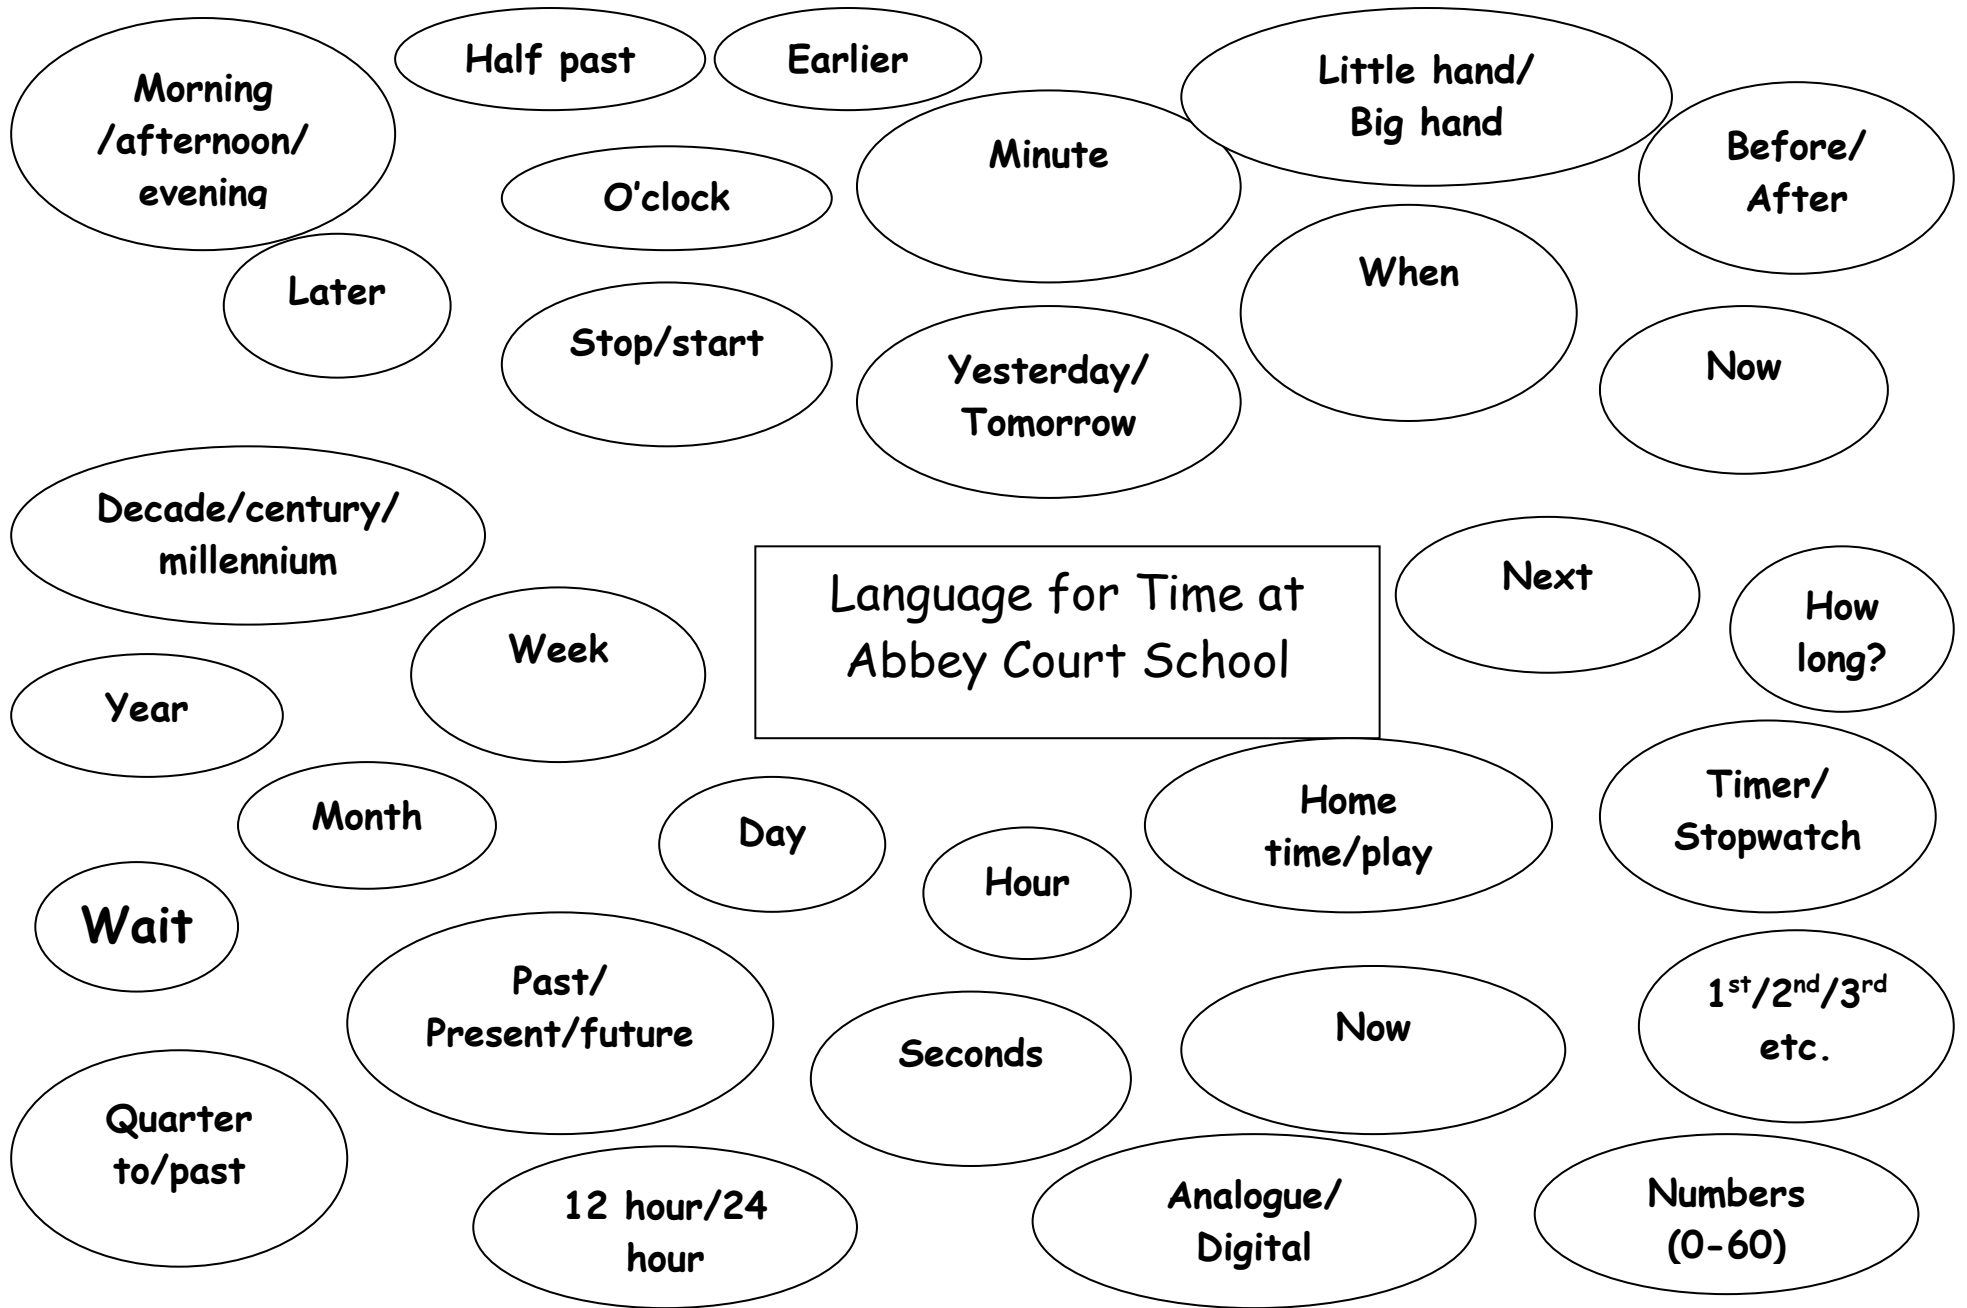 Morning
/afternoon/
evening
Half past
Earlier
Little hand/
Big hand
Before/
After
Minute
O'clock
When
Later
Stop/start
Yesterday/
Tomorrow
Now
Decade/century/
millennium
Language for Time at
Abbey Court School
Next
How
long?
Week
Year
Month
Day
Hour
Home
time/play
Timer/
Stopwatch
Wait
Past/
Present/future
Seconds
Now
1st/2nd/3rd
etc.
Quarter
to/past
12 hour/24
hour
Analogue/
Digital
Numbers
(0-60)